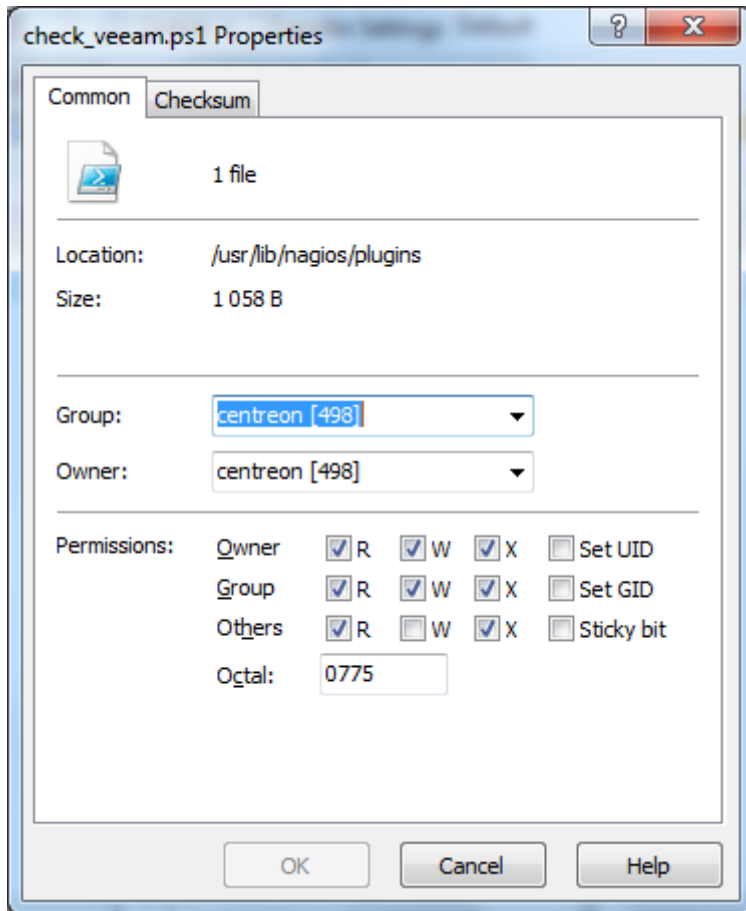 check_veeam.ps1 Properties
Common Checksum
1 file
Location: /usr/lib/nagios/plugins
Size: 1 058 B
Group: centreon [498]
Owner: centreon [498]
Permissions: Owner R W X Set UID
Group R W X Set GID
Others R W X Sticky bit
Octal: 0775
OK Cancel Help